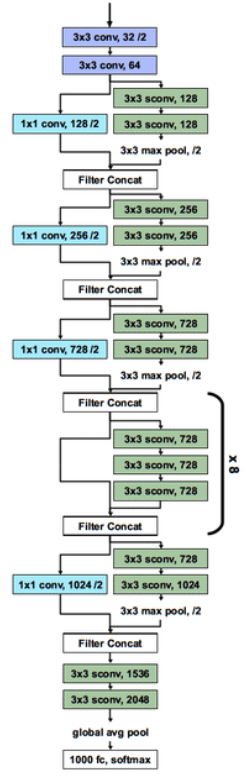 3x3 conv, 32 /2
3x3 conv, 64
3x3 sconv, 128
1x1 conv, 128 /2
3x3 sconv, 128
3x3 max pool, /2
Filter Concat
3x3 sconv, 256
1x1 conv, 256 /2
3x3 sconv, 256
3x3 max pool, /2
Filter Concat
3x3 sconv, 728
1x1 conv, 728 /2
3x3 sconv, 728
3x3 max pool, /2
Filter Concat
3x3 sconv, 728
3x3 sconv, 728
x 8
3x3 sconv, 728
Filter Concat
3x3 sconv, 728
1x1 conv, 1024 /2
3x3 sconv, 1024
3x3 max pool, /2
Filter Concat
3x3 sconv, 1536
3x3 sconv, 2048
global avg pool
1000 fc, softmax